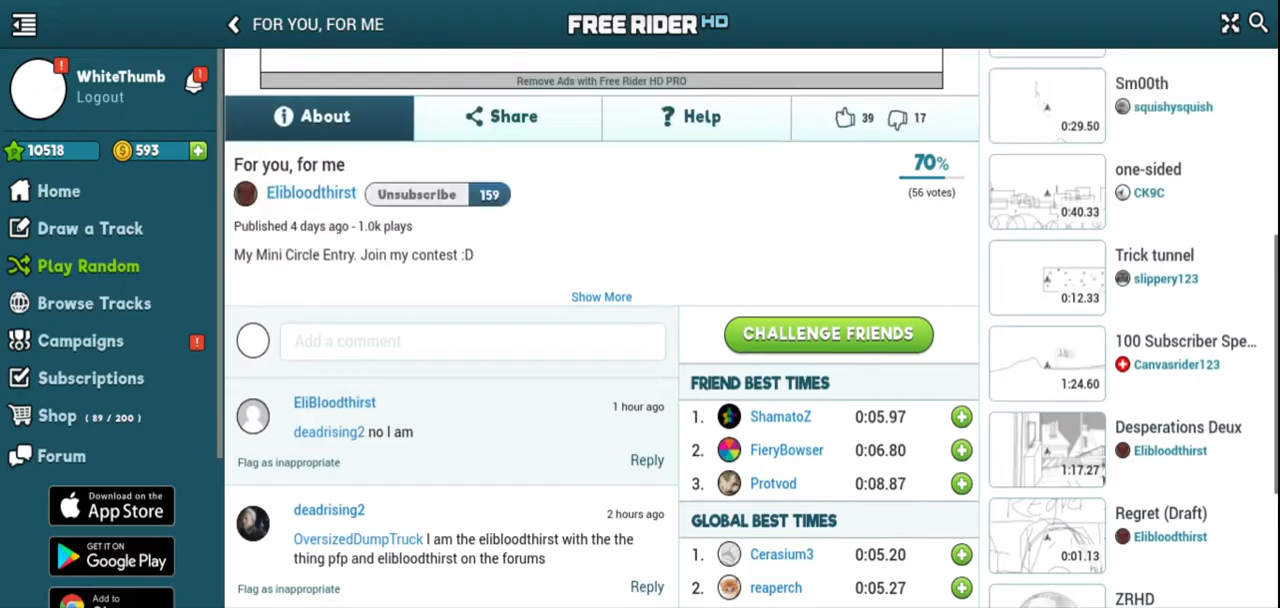 FOR YOU, FOR ME
FREE RIDER HD
WhiteThumb
Logout
10518
593
Home
Draw a Track
Play Random
Browse Tracks
Campaigns
Subscriptions
Shop ( 89 / 200 )
Forum
Download on the
App Store
GET IT ON
Google Play
Add to
Remove Ads with Free Rider HD PRO
About
Share
Help
39
17
For you, for me
Elibloodthirst
Unsubscribe
159
70%
(56 votes)
Published 4 days ago - 1.0k plays
My Mini Circle Entry. Join my contest :D
Show More
Add a comment
EliBloodthirst
1 hour ago
deadrising2 no I am
Flag as inappropriate
Reply
deadrising2
2 hours ago
OversizedDumpTruck I am the elibloodthirst with the the
thing pfp and elibloodthirst on the forums
Flag as inappropriate
Reply
CHALLENGE FRIENDS
FRIEND BEST TIMES
1. ShamatoZ 0:05.97
2. FieryBowser 0:06.80
3. Protvod 0:08.87
GLOBAL BEST TIMES
1. Cerasium3 0:05.20
2. reaperch 0:05.27
Sm00th
squishysquish
0:29.50
one-sided
CK9C
0:40.33
Trick tunnel
slippery123
0:12.33
100 Subscriber Spe...
Canvasrider123
1:24.60
Desperations Deux
Elibloodthirst
1:17.27
Regret (Draft)
Elibloodthirst
0:01.13
ZRHD